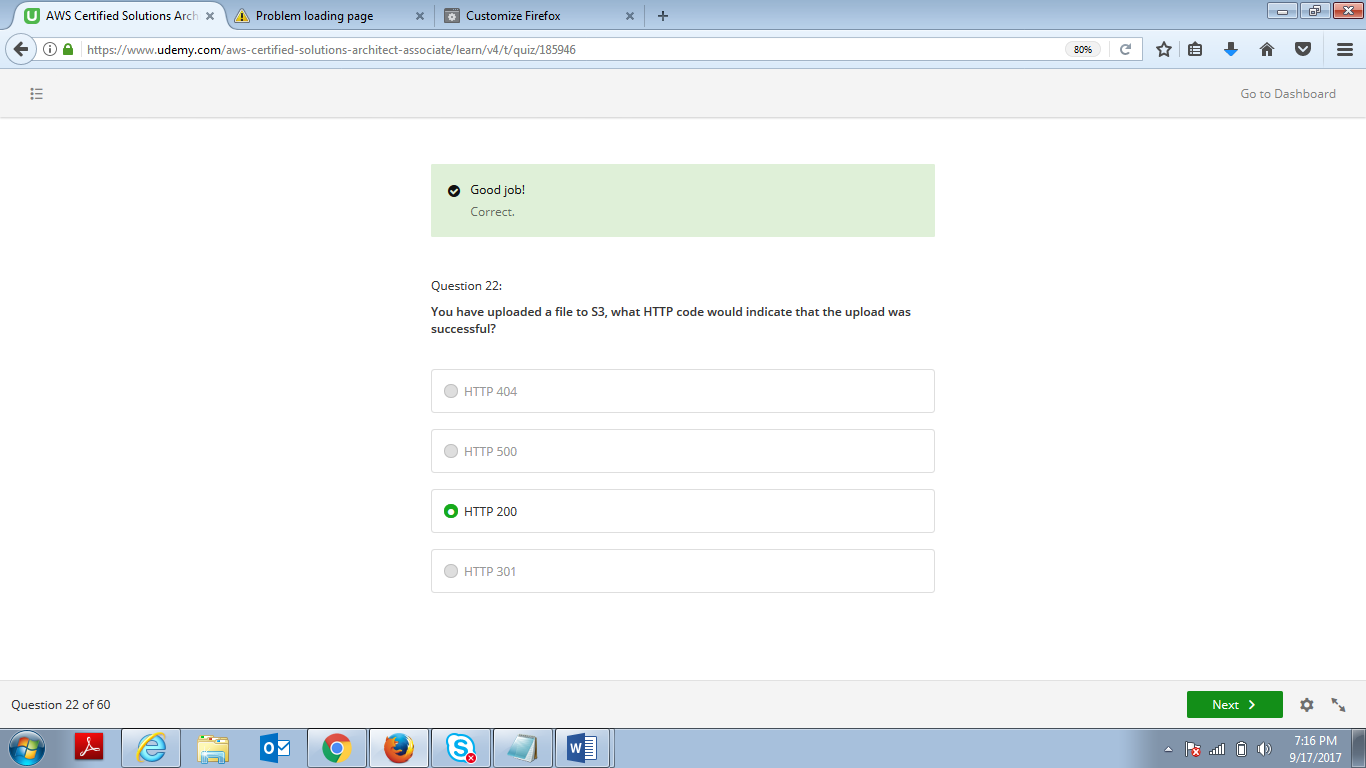 AWS Certified Solutions Arch
Problem loading page
Customize Firefox
https://www.udemy.com/aws-certified-solutions-architect-associate/learn/v4/t/quiz/185946
80%
Go to Dashboard
Good job!
Correct.
Question 22:
You have uploaded a file to S3, what HTTP code would indicate that the upload was
successful?
HTTP 404
HTTP 500
HTTP 200
HTTP 301
Question 22 of 60
Next
7:16 PM
9/17/2017